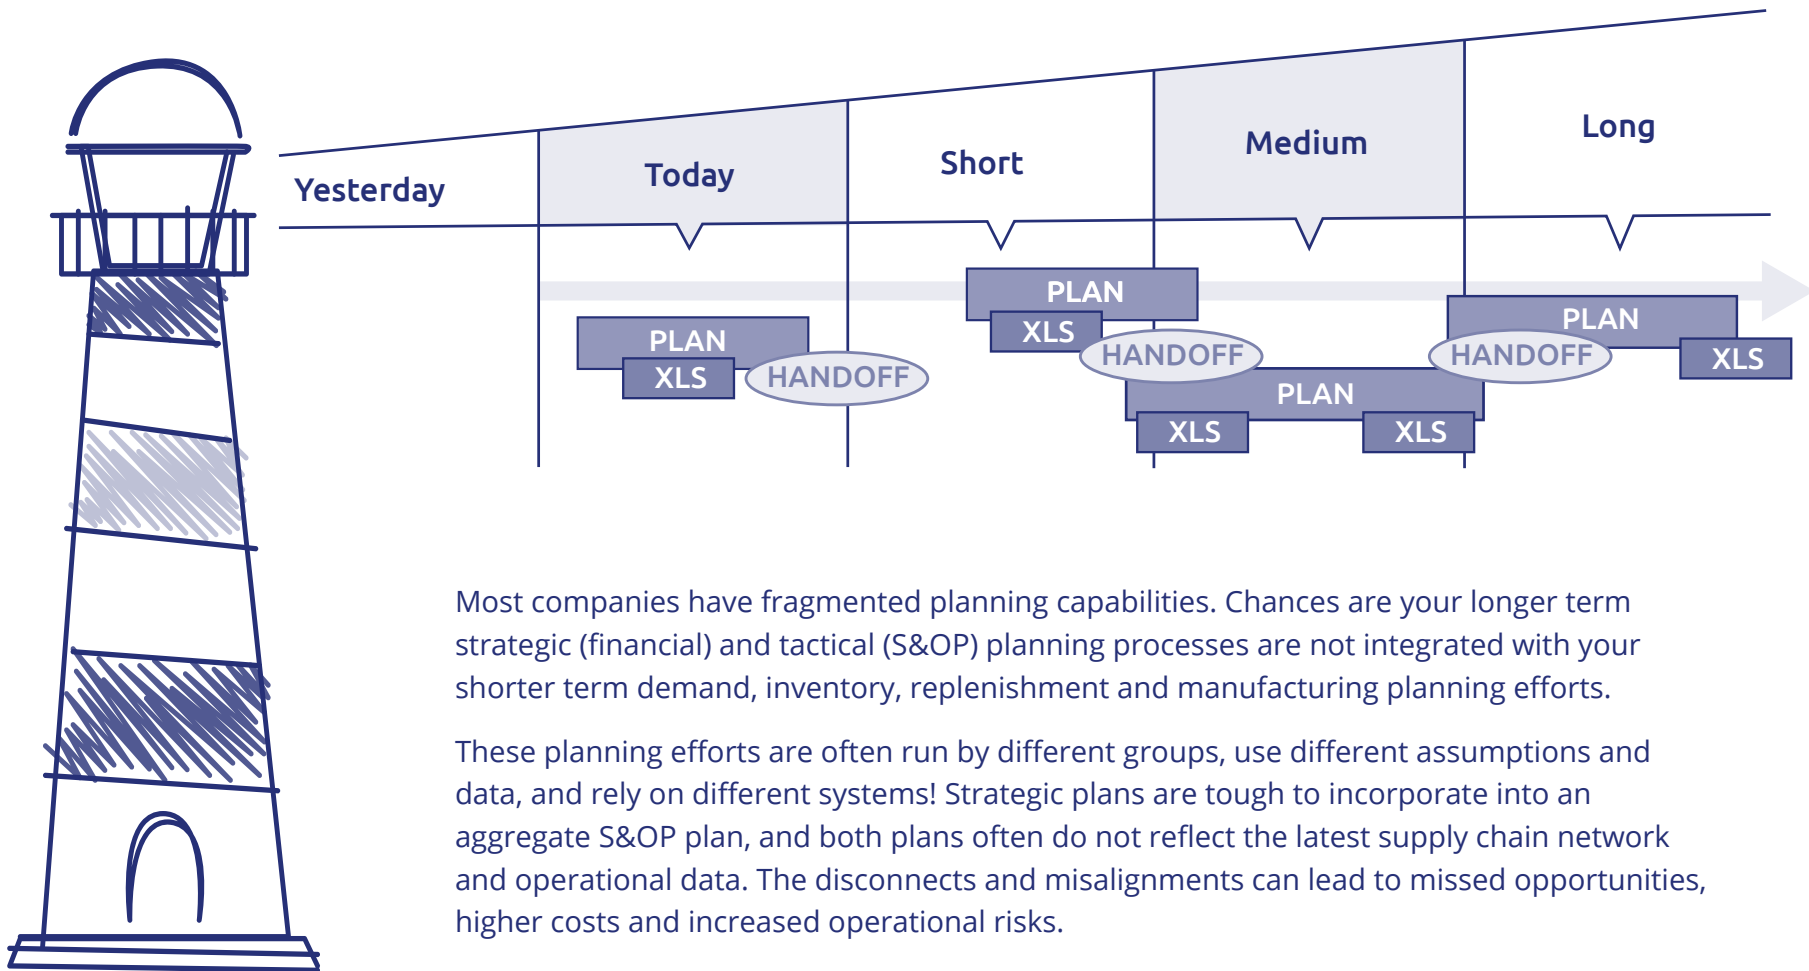 Yesterday
Today
Short
Medium
Long
PLAN
XLS
HANDOFF
PLAN
XLS
HANDOFF
PLAN
XLS
XLS
HANDOFF
PLAN
XLS
Most companies have fragmented planning capabilities. Chances are your longer term
strategic (financial) and tactical (S&OP) planning processes are not integrated with your
shorter term demand, inventory, replenishment and manufacturing planning efforts.
These planning efforts are often run by different groups, use different assumptions and
data, and rely on different systems! Strategic plans are tough to incorporate into an
aggregate S&OP plan, and both plans often do not reflect the latest supply chain network
and operational data. The disconnects and misalignments can lead to missed opportunities,
higher costs and increased operational risks.